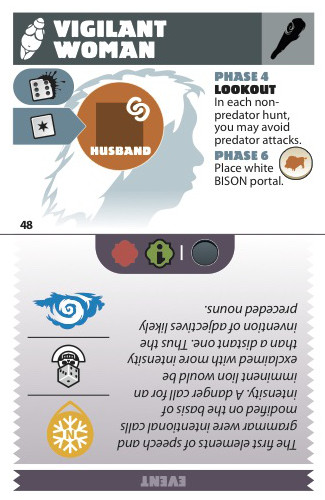 VIGILANT
WOMAN
PHASE 4
LOOKOUT
In each non-
predator hunt,
you may avoid
predator attacks.
PHASE 6
Place white
BISON portal.
HUSBAND
48
EVENT
The first elements of speech and
grammar were intentional calls
modified on the basis of
intensity. A danger call for an
imminent lion would be
exclaimed with more intensity
than a distant one. Thus the
invention of adjectives likely
preceded nouns.
N